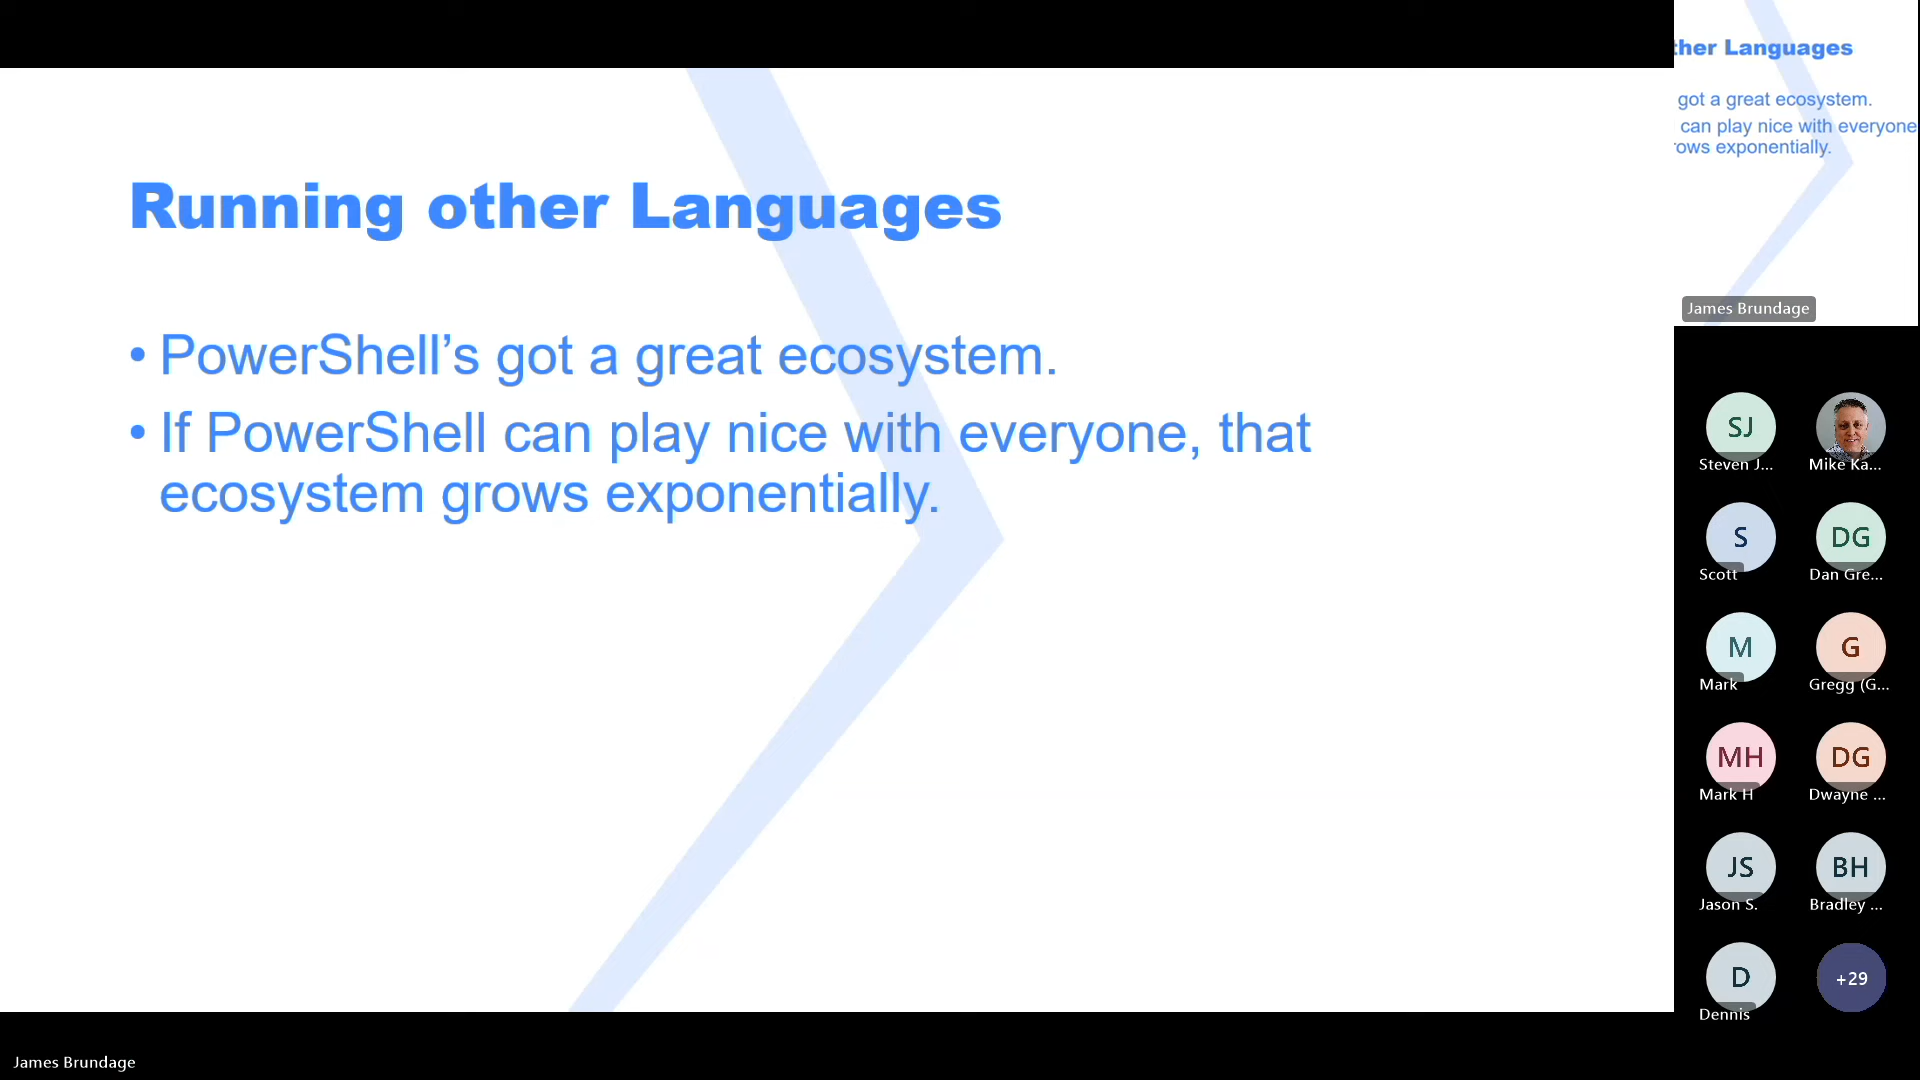 Running other Languages
• PowerShell’s got a great ecosystem.
• If PowerShell can play nice with everyone, that
ecosystem grows exponentially.
ther Languages
got a great ecosystem.
can play nice with everyone
rows exponentially.
James Brundage
SJ
Steven J...
Mike Ka...
S
Scott
DG
Dan Gre...
M
Mark
G
Gregg (G...
MH
Mark H
DG
Dwayne ...
JS
Jason S.
BH
Bradley ...
D
Dennis
+29
James Brundage